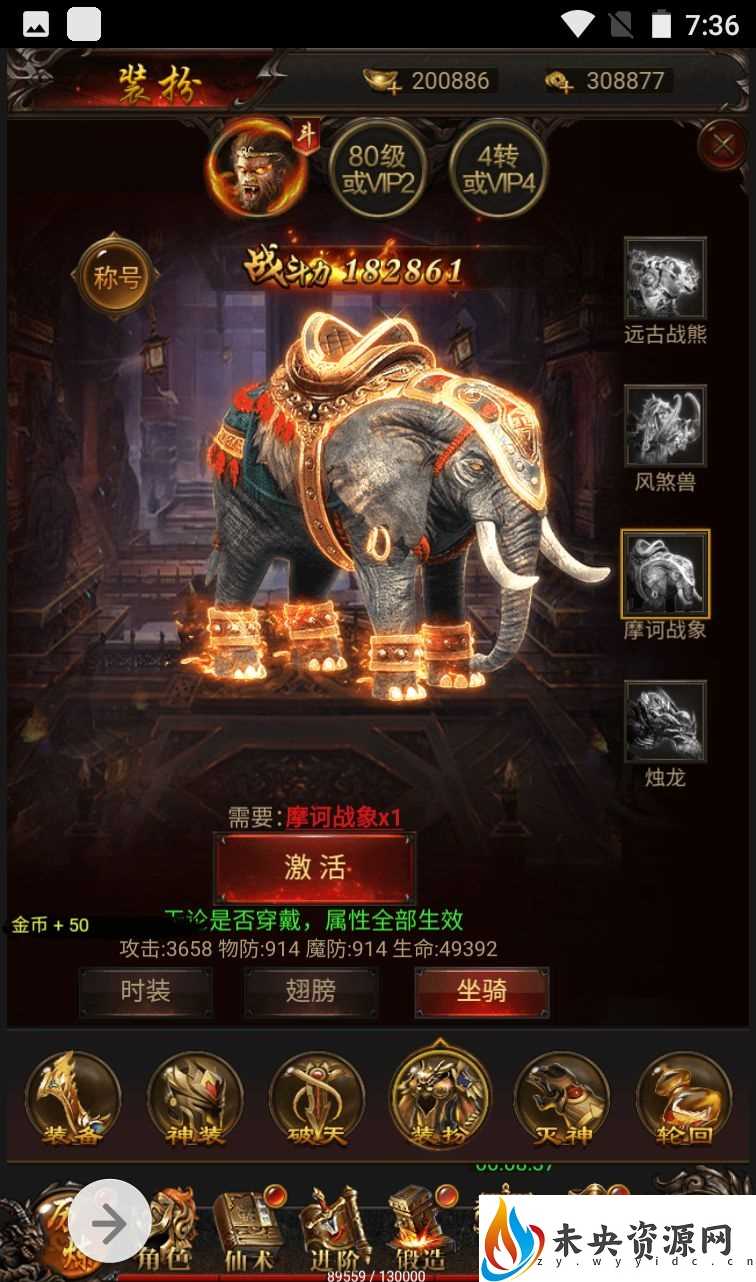 7:36
装扮
200886
308877
斗
80级
或VIP2
4转
或VIP4
称号
战斗力 182861
远古战熊
风煞兽
摩诃战象
烛龙
需要:摩诃战象x1
激活
金币 + 50
无论是否穿戴，属性全部生效
攻击:3658 物防:914 魔防:914 生命:49392
时装
翅膀
坐骑
装备
神装
破天
装扮
灭神
轮回
角色
仙术
进阶
锻造
89559 / 130000
未央资源网
zy.wyyidc.cn